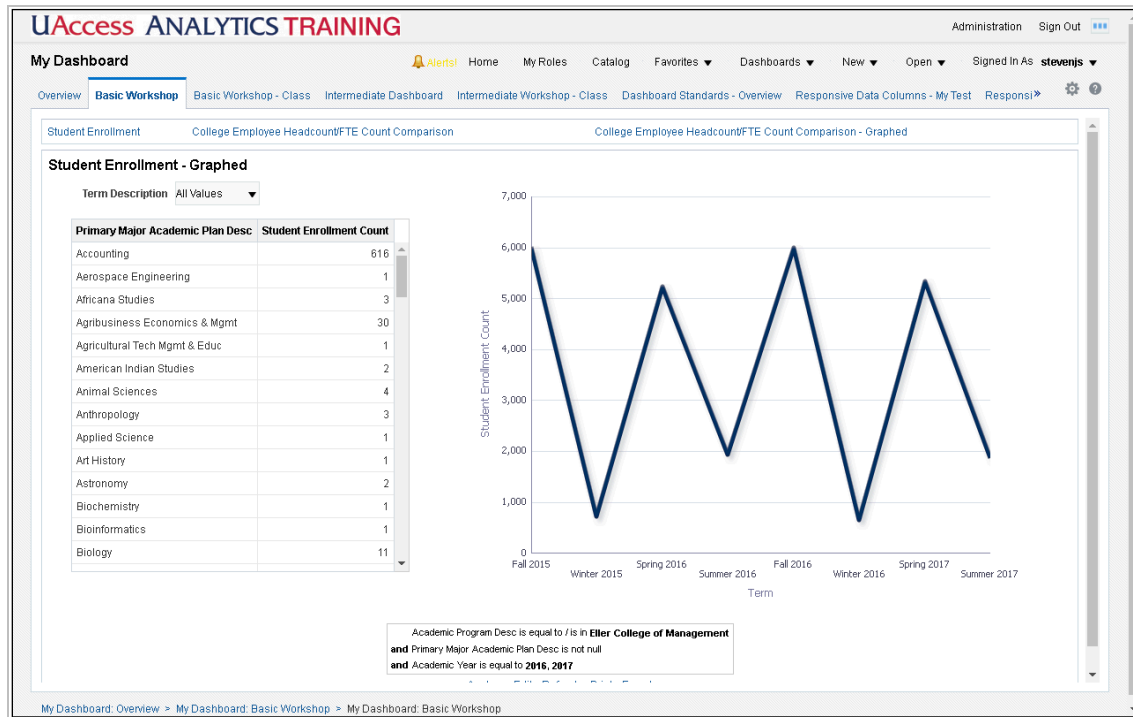 UAccess ANALYTICS TRAINING
Administration Sign Out
My Dashboard
Alerts! Home My Roles Catalog Favorites Dashboards New Open Signed In As stevenjs
Overview Basic Workshop Basic Workshop - Class Intermediate Dashboard Intermediate Workshop - Class Dashboard Standards - Overview Responsive Data Columns - My Test Responsi»
Student Enrollment College Employee Headcount/FTE Count Comparison College Employee Headcount/FTE Count Comparison - Graphed
Student Enrollment - Graphed
Term Description All Values
Primary Major Academic Plan Desc Student Enrollment Count
Accounting 616
Aerospace Engineering 1
Africana Studies 3
Agribusiness Economics & Mgmt 30
Agricultural Tech Mgmt & Educ 1
American Indian Studies 2
Animal Sciences 4
Anthropology 3
Applied Science 1
Art History 1
Astronomy 2
Biochemistry 1
Bioinformatics 1
Biology 11
7,000
6,000
5,000
4,000
3,000
2,000
1,000
0
Student Enrollment Count
Fall 2015 Winter 2015 Spring 2016 Summer 2016 Fall 2016 Winter 2016 Spring 2017 Summer 2017
Term
Academic Program Desc is equal to / is in Eller College of Management
and Primary Major Academic Plan Desc is not null
and Academic Year is equal to 2016, 2017
My Dashboard: Overview > My Dashboard: Basic Workshop > My Dashboard: Basic Workshop